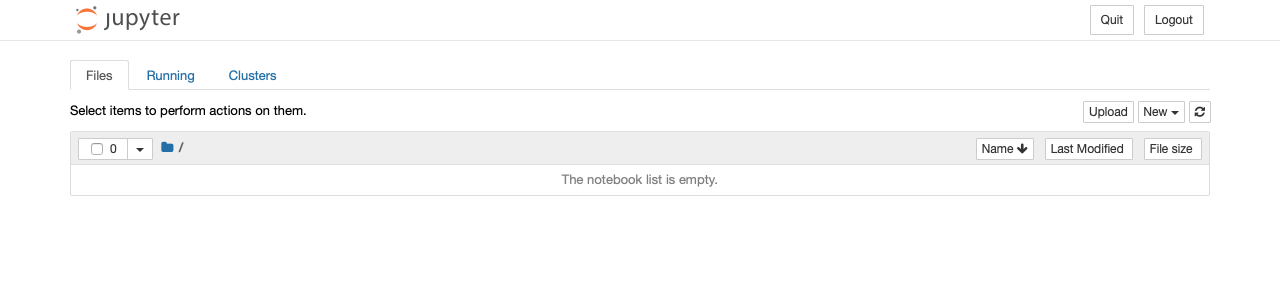 jupyter
Quit Logout
Files Running Clusters
Select items to perform actions on them. Upload New
0 / Name Last Modified File size
The notebook list is empty.